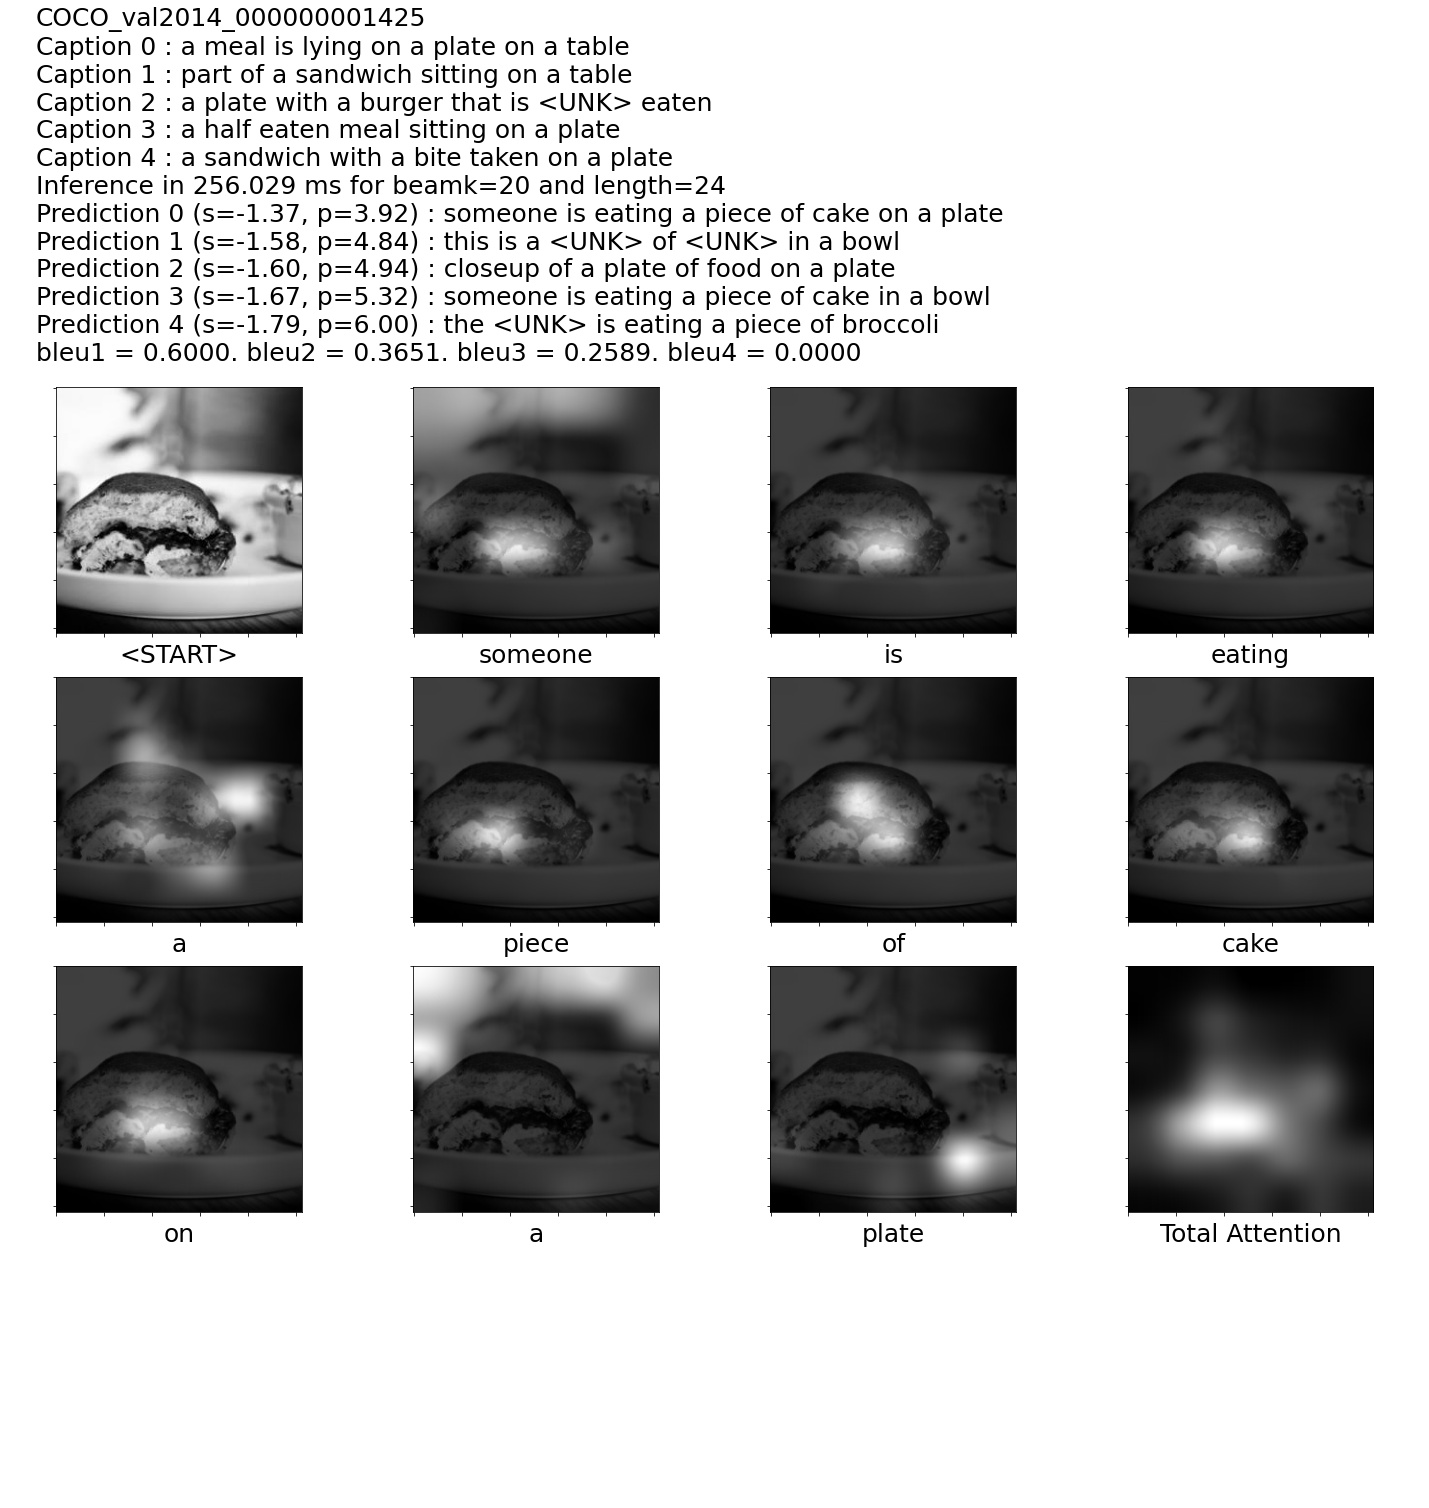 COCO_val2014_000000001425
Caption 0 : a meal is lying on a plate on a table
Caption 1 : part of a sandwich sitting on a table
Caption 2 : a plate with a burger that is <UNK> eaten
Caption 3 : a half eaten meal sitting on a plate
Caption 4 : a sandwich with a bite taken on a plate
Inference in 256.029 ms for beamk=20 and length=24
Prediction 0 (s=-1.37, p=3.92) : someone is eating a piece of cake on a plate
Prediction 1 (s=-1.58, p=4.84) : this is a <UNK> of <UNK> in a bowl
Prediction 2 (s=-1.60, p=4.94) : closeup of a plate of food on a plate
Prediction 3 (s=-1.67, p=5.32) : someone is eating a piece of cake in a bowl
Prediction 4 (s=-1.79, p=6.00) : the <UNK> is eating a piece of broccoli
bleu1 = 0.6000. bleu2 = 0.3651. bleu3 = 0.2589. bleu4 = 0.0000
<START>
someone
is
eating
a
piece
of
cake
on
a
plate
Total Attention